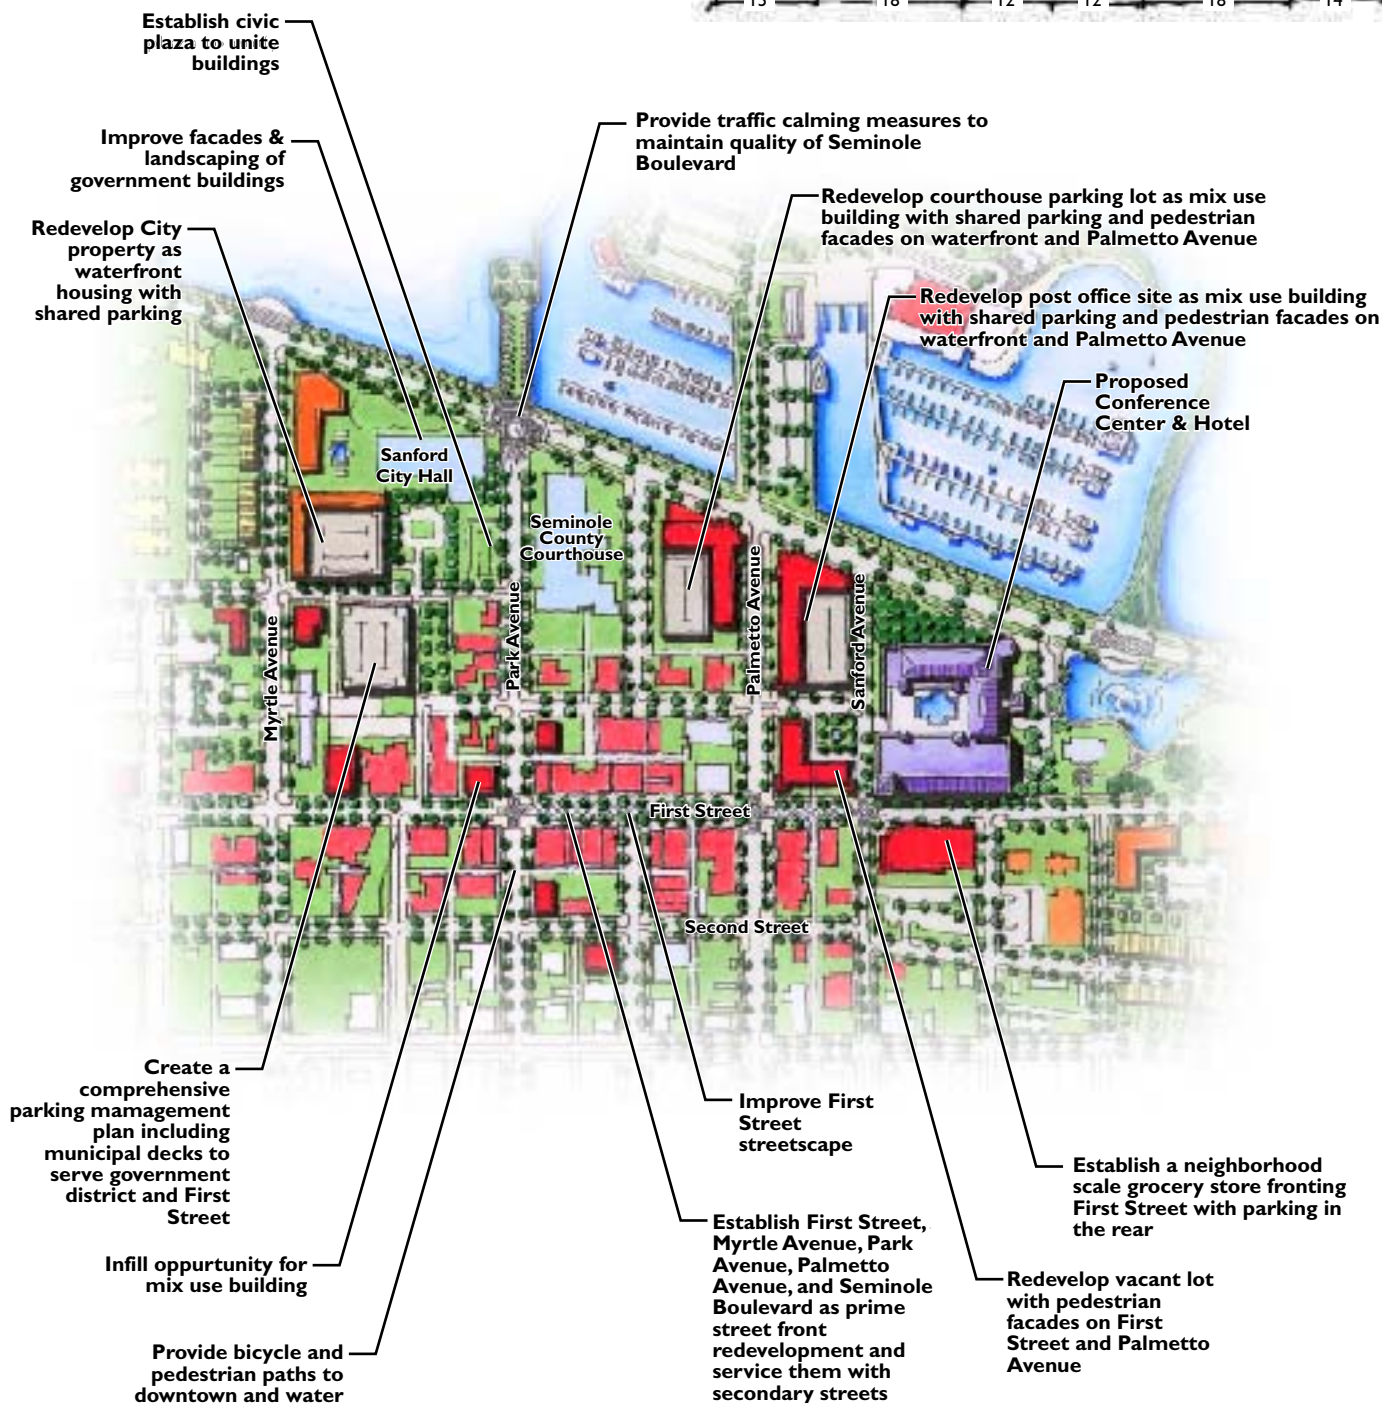 15 18 12 12 18 14
Establish civic
plaza to unite
buildings
Improve facades &
landscaping of
government buildings
Redevelop City
property as
waterfront
housing with
shared parking
Provide traffic calming measures to
maintain quality of Seminole
Boulevard
Redevelop courthouse parking lot as mix use
building with shared parking and pedestrian
facades on waterfront and Palmetto Avenue
Redevelop post office site as mix use building
with shared parking and pedestrian facades on
waterfront and Palmetto Avenue
Proposed
Conference
Center & Hotel
Sanford
City Hall
Seminole
County
Courthouse
Myrtle Avenue
Park Avenue
Palmetto Avenue
Sanford Avenue
First Street
Second Street
Create a
comprehensive
parking mamagement
plan including
municipal decks to
serve government
district and First
Street
Infill oppurtunity for
mix use building
Provide bicycle and
pedestrian paths to
downtown and water
Improve First
Street
streetscape
Establish First Street,
Myrtle Avenue, Park
Avenue, Palmetto
Avenue, and Seminole
Boulevard as prime
street front
redevelopment and
service them with
secondary streets
Establish a neighborhood
scale grocery store fronting
First Street with parking in
the rear
Redevelop vacant lot
with pedestrian
facades on First
Street and Palmetto
Avenue